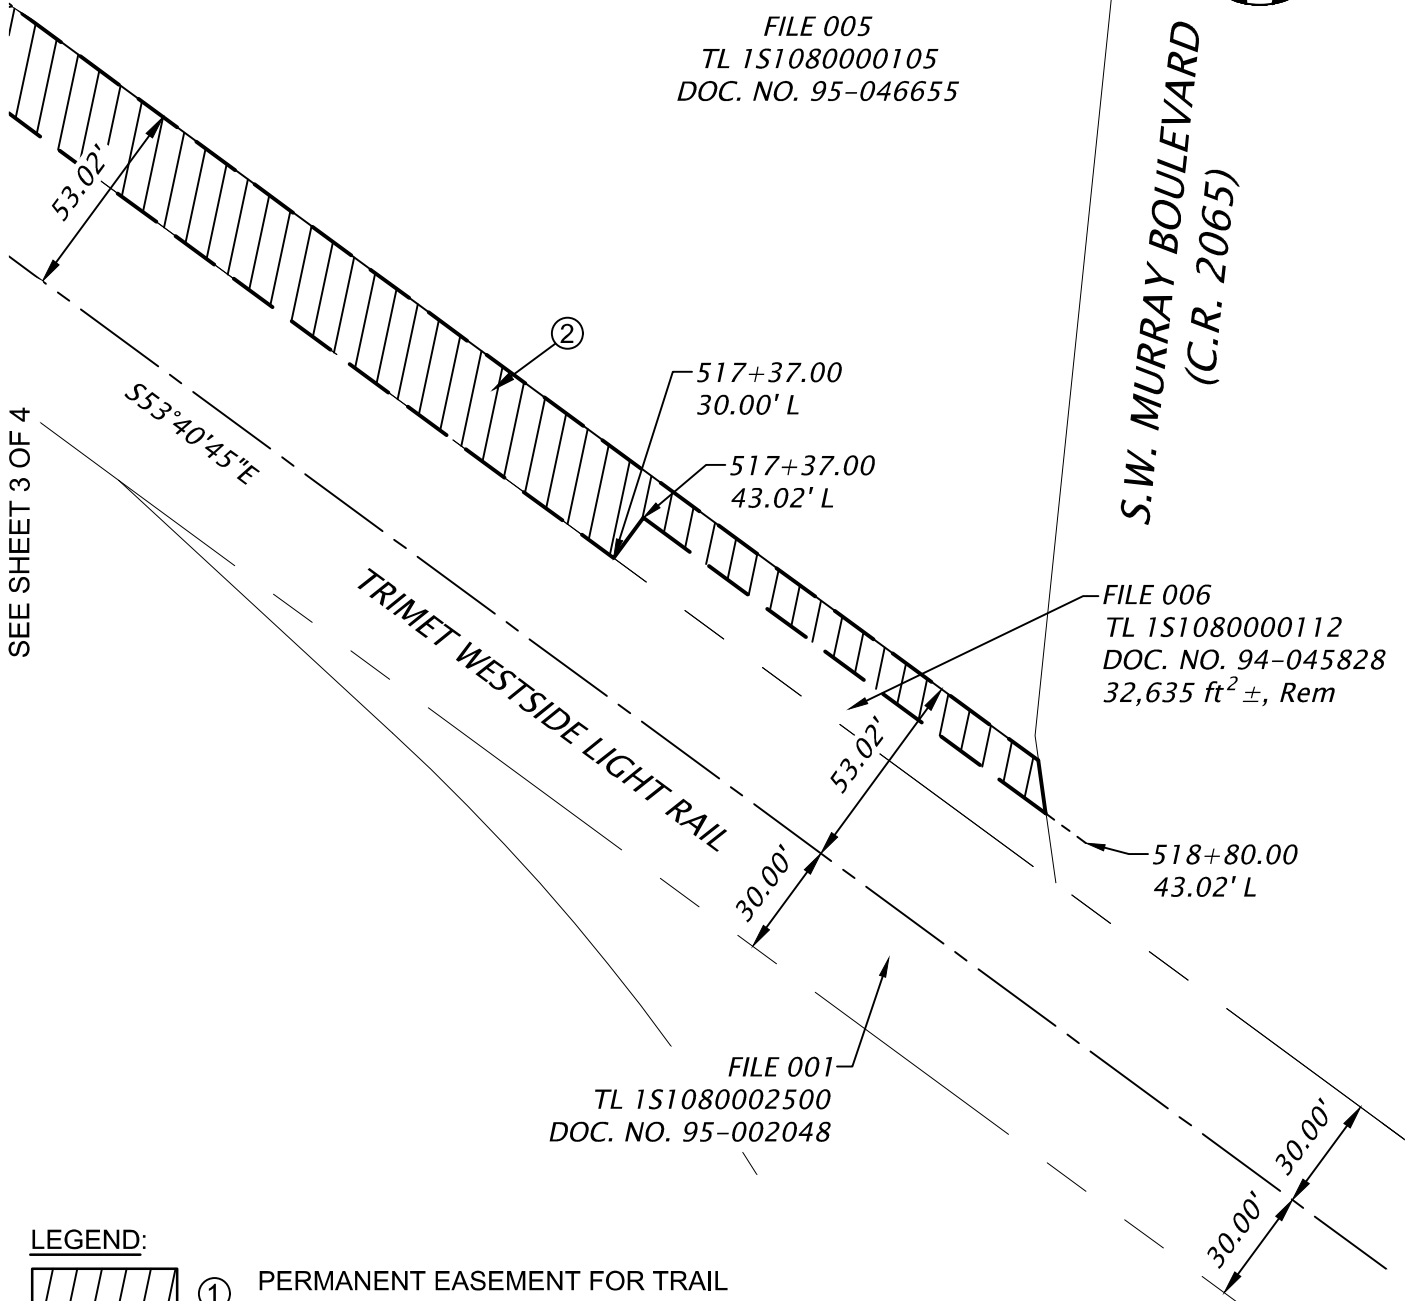 FILE 005
TL 1S1080000105
DOC. NO. 95-046655
S.W. MURRAY BOULEVARD
(C.R. 2065)
53.02'
2
517+37.00
30.00' L
S53°40'45"E
517+37.00
43.02' L
SEE SHEET 3 OF 4
TRIMET WESTSIDE LIGHT RAIL
FILE 006
TL 1S1080000112
DOC. NO. 94-045828
32,635 ft² ±, Rem
53.02'
30.00'
518+80.00
43.02' L
FILE 001
TL 1S1080002500
DOC. NO. 95-002048
30.00'
30.00'
LEGEND:
1 PERMANENT EASEMENT FOR TRAIL